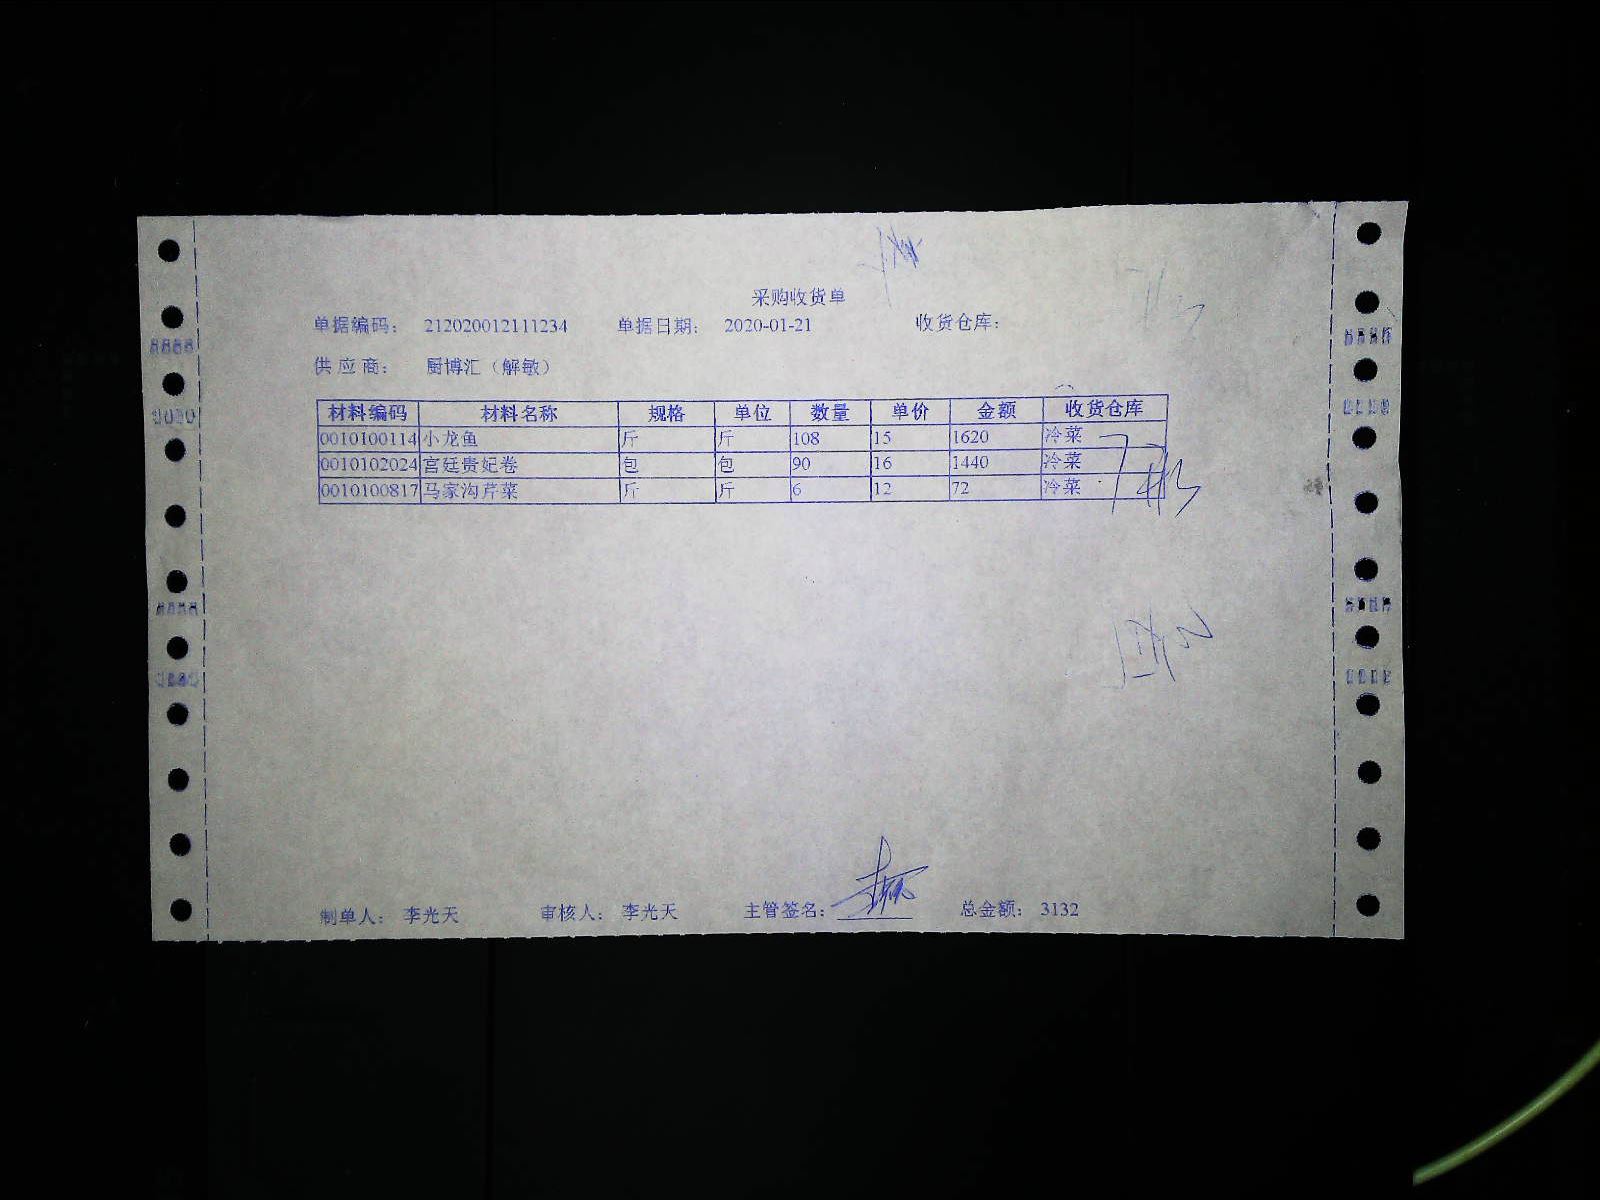 采购收货单
单据编码： 212020012111234 单据日期： 2020-01-21 收货仓库：
供 应 商： 厨博汇（解敏）
材料编码 材料名称 规格 单位 数量 单价 金额 收货仓库
0010100114 小龙鱼 斤 斤 108 15 1620 冷菜
0010102024 宫廷贵妃卷 包 包 90 16 1440 冷菜
0010100817 马家沟芹菜 斤 斤 6 12 72 冷菜
制单人： 李光天 审核人： 李光天 主管签名： 总金额： 3132